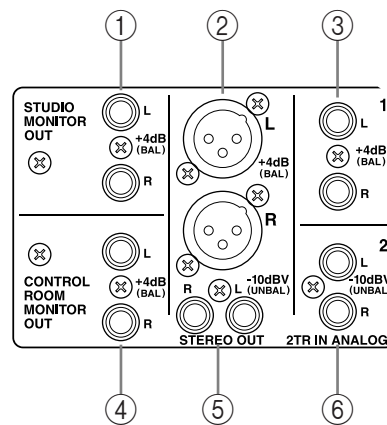 ① ② ③
STUDIO
MONITOR
OUT
L
+4dB
(BAL)
R
L
+4dB
(BAL)
R
1
L
+4dB
(BAL)
R
CONTROL
ROOM
MONITOR
OUT
L
+4dB
(BAL)
R
R
L
-10dBV
(UNBAL)
STEREO OUT
2
L
-10dBV
(UNBAL
R
2TR IN ANALOG
④ ⑤ ⑥